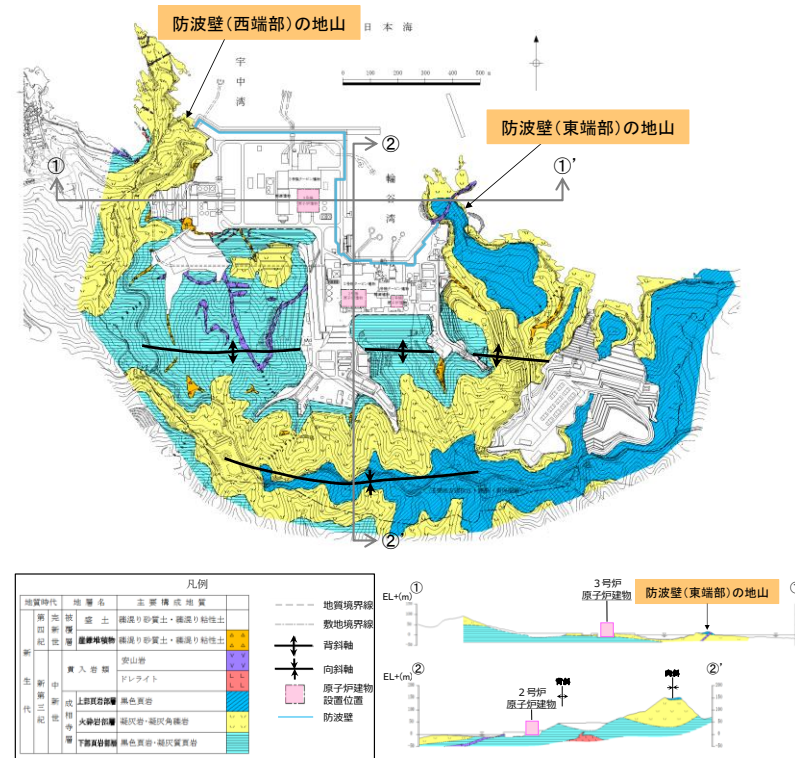 防波壁(西端部)の地山
日 本 海
宇中湾
0 100 200 300 400 500 m
防波壁(東端部)の地山
②
①
①’
輪谷湾
②’
凡例
地質時代
地 層 名
主 要 構 成 地 質
新生代
第四紀
完新世
被覆層
盛 土
礫混り砂質土・礫混り粘性土
崖錐堆積物
礫混り砂質土・礫混り粘性土
新第三紀
中新世
貫 入 岩 類
安山岩
ドレライト
成相寺層
上部頁岩部層
黒色頁岩
火砕岩部層
凝灰岩・凝灰角礫岩
下部頁岩部層
黒色頁岩・凝灰質頁岩
地質境界線
敷地境界線
背斜軸
向斜軸
原子炉建物
設置位置
防波壁
EL+(m)
①
3号炉
原子炉建物
防波壁(東端部)の地山
EL+(m)
②
2号炉
原子炉建物
背斜
向斜
②’